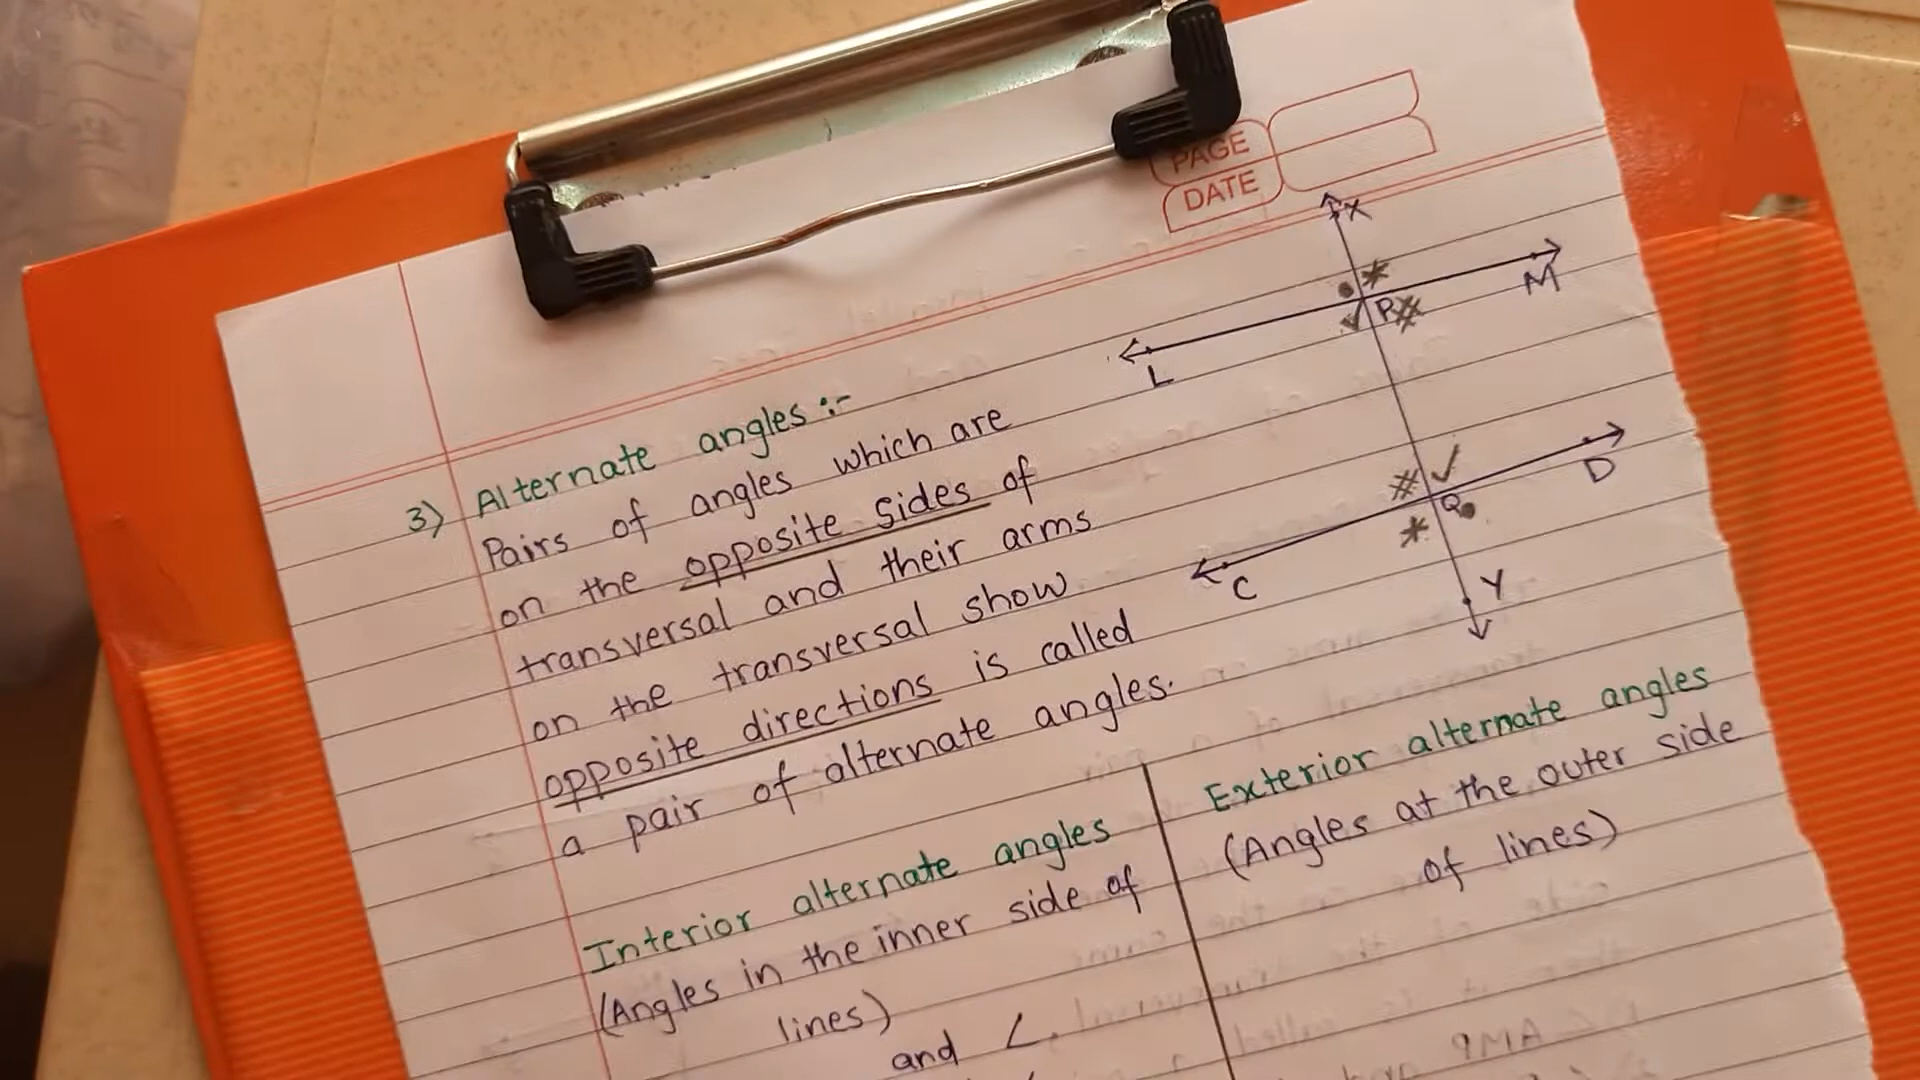 PAGE
DATE
X
* M
• P #
✓
L
3) Alternate angles :-
Pairs of angles which are
on the opposite sides of
transversal and their arms
on the transversal show
opposite directions is called
a pair of alternate angles.
# ✓ D
Q •
*
C
Y
Interior alternate angles
(Angles in the inner side of
lines)
and ∠
Exterior alternate angles
(Angles at the outer side
of lines)